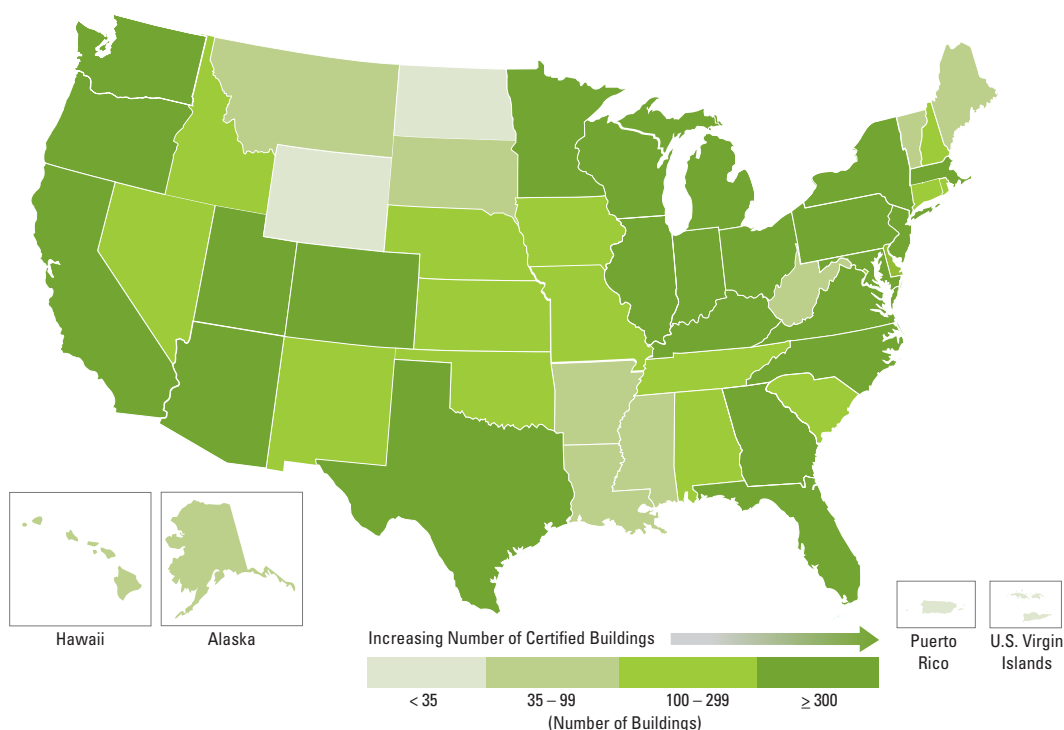 Hawaii
Alaska
Puerto
Rico
U.S. Virgin
Islands
Increasing Number of Certified Buildings
< 35
35 – 99
100 – 299
≥ 300
(Number of Buildings)